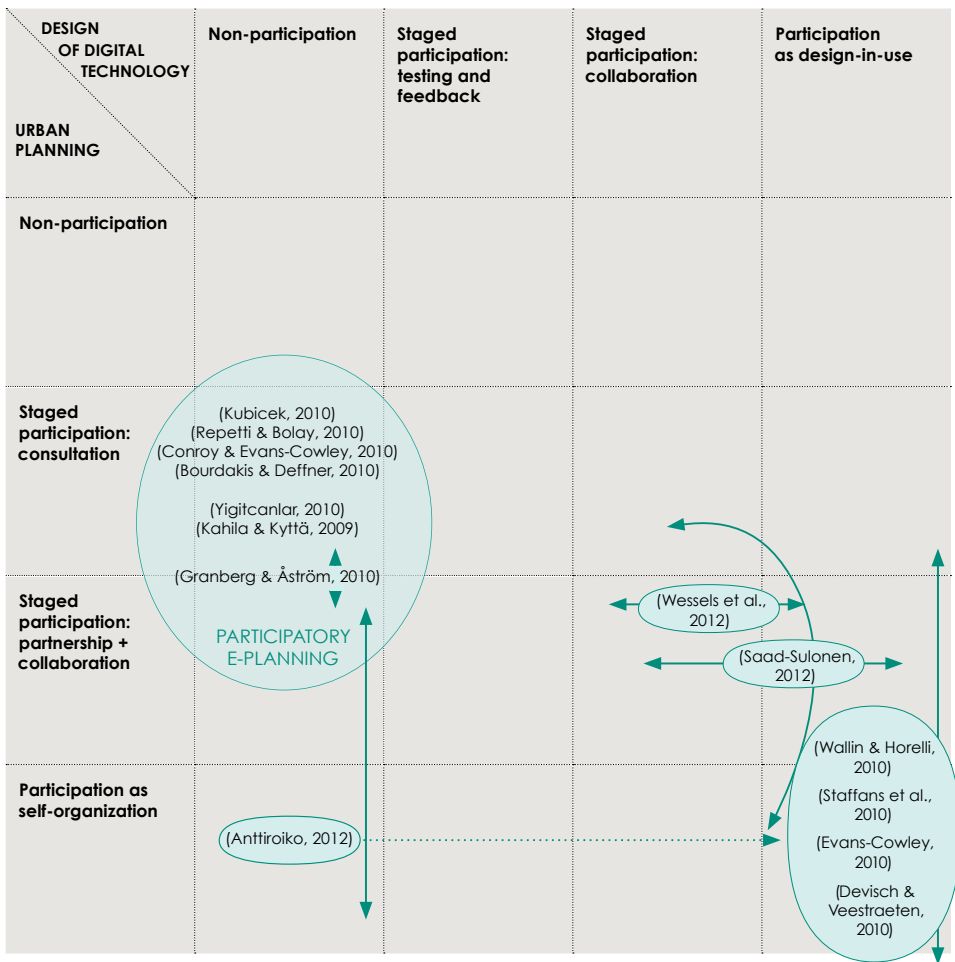 DESIGN
OF DIGITAL
TECHNOLOGY
URBAN
PLANNING
Non-participation
Staged
participation:
testing and
feedback
Staged
participation:
collaboration
Participation
as design-in-use
Non-participation
Staged
participation:
consultation
(Kubicek, 2010)
(Repetti & Bolay, 2010)
(Conroy & Evans-Cowley, 2010)
(Bourdakis & Deffner, 2010)
(Yigitcanlar, 2010)
(Kahila & Kyttä, 2009)
(Granberg & Åström, 2010)
Staged
participation:
partnership +
collaboration
PARTICIPATORY
E-PLANNING
(Wessels et al.,
2012)
(Saad-Sulonen,
2012)
(Wallin & Horelli,
2010)
Participation as
self-organization
(Anttiroiko, 2012)
(Staffans et al.,
2010)
(Evans-Cowley,
2010)
(Devisch &
Veestraeten,
2010)